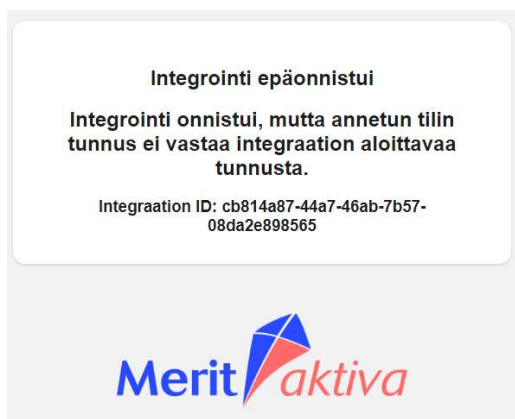 Integrointi epäonnistui
Integrointi onnistui, mutta annetun tilin
tunnus ei vastaa integraation aloittavaa
tunnusta.
Integraation ID: cb814a87-44a7-46ab-7b57-
08da2e898565
Merit aktiva